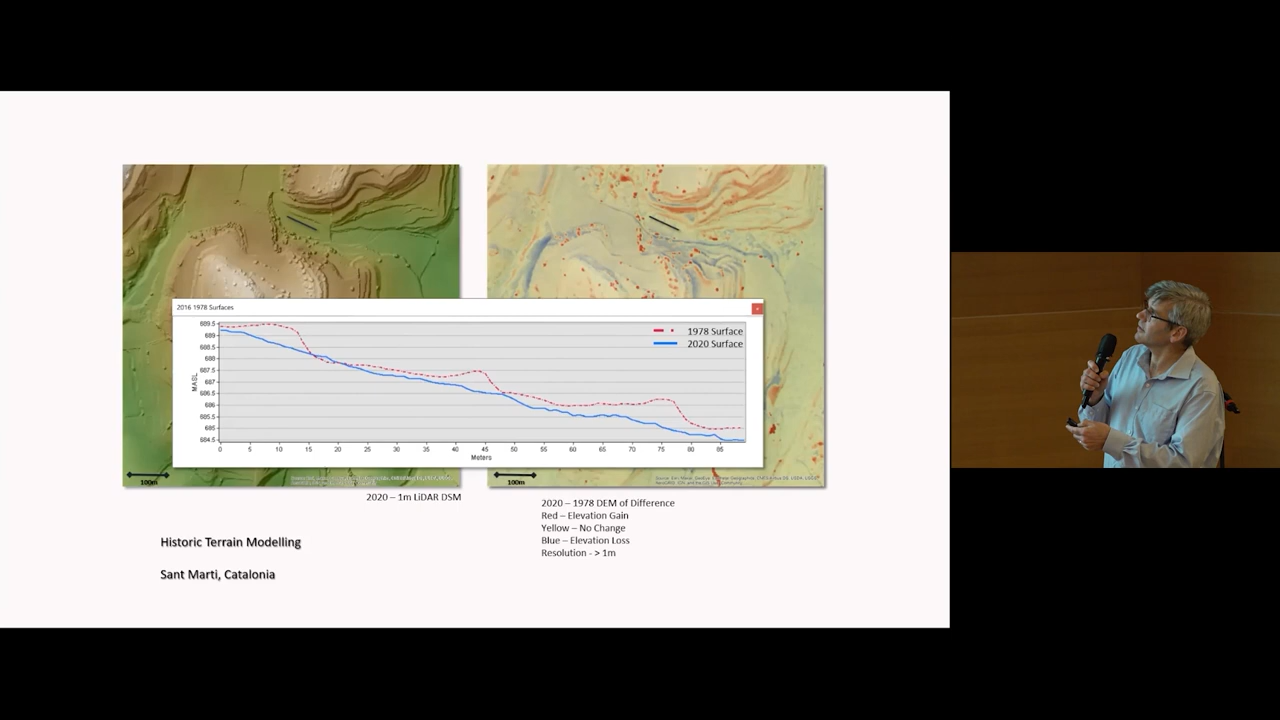 2016 1978 Surfaces
1978 Surface
2020 Surface
689.5
689
688.5
688
687.5
687
686.5
686
685.5
685
684.5
MASL
0 5 10 15 20 25 30 35 40 45 50 55 60 65 70 75 80 85
Meters
100m
100m
2020 – 1m LiDAR DSM
2020 – 1978 DEM of Difference
Red – Elevation Gain
Yellow – No Change
Blue – Elevation Loss
Resolution - > 1m
Historic Terrain Modelling
Sant Marti, Catalonia